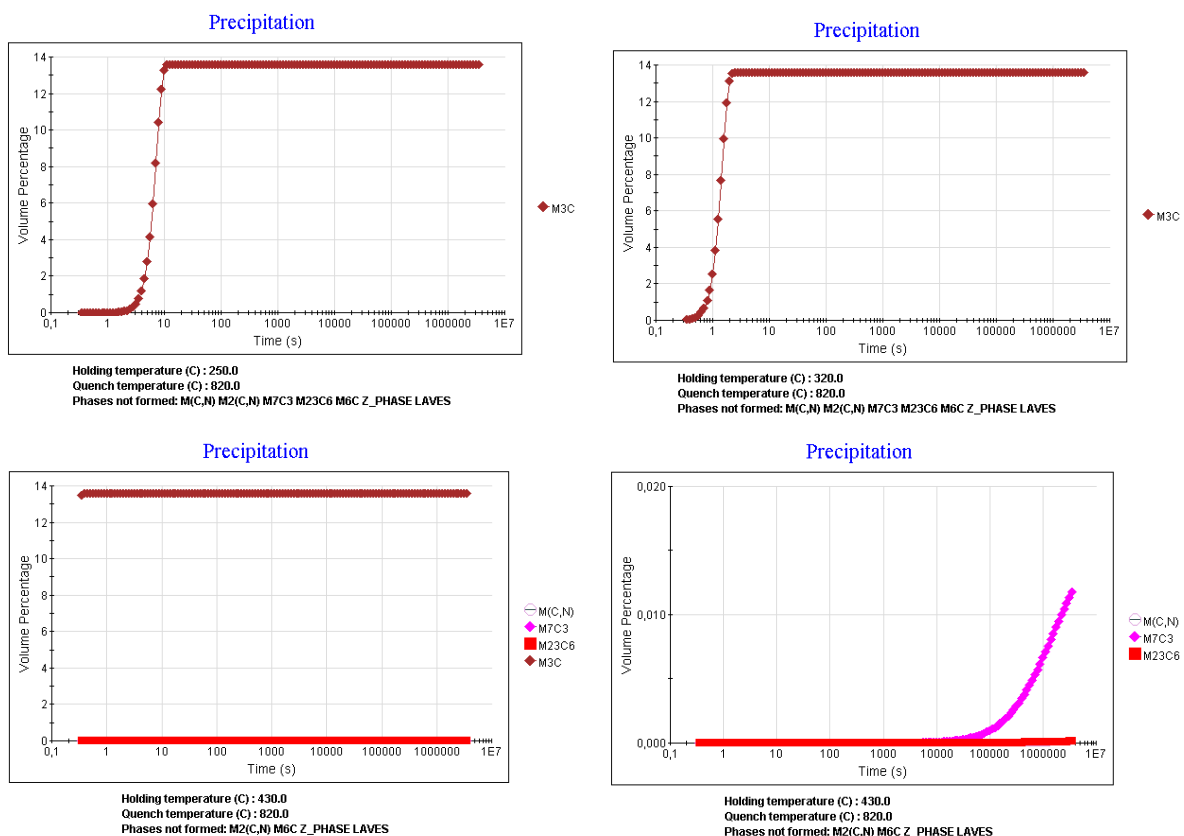 Precipitation
14
12
10
8
6
4
2
0
Volume Percentage
0,1
1
10
100
1000
10000
100000
1000000
1E7
Time (s)
M3C
Holding temperature (C) : 250.0
Quench temperature (C) : 820.0
Phases not formed: M(C,N) M2(C,N) M7C3 M23C6 M6C Z_PHASE LAVES
Precipitation
14
12
10
8
6
4
2
0
Volume Percentage
0,1
1
10
100
1000
10000
100000
1000000
1E7
Time (s)
M3C
Holding temperature (C) : 320.0
Quench temperature (C) : 820.0
Phases not formed: M(C,N) M2(C,N) M7C3 M23C6 M6C Z_PHASE LAVES
Precipitation
14
12
10
8
6
4
2
0
Volume Percentage
0,1
1
10
100
1000
10000
100000
1000000
1E7
Time (s)
M(C,N)
M7C3
M23C6
M3C
Holding temperature (C) : 430.0
Quench temperature (C) : 820.0
Phases not formed: M2(C,N) M6C Z_PHASE LAVES
Precipitation
0,020
0,010
0,000
Volume Percentage
0,1
1
10
100
1000
10000
100000
1000000
1E7
Time (s)
M(C,N)
M7C3
M23C6
Holding temperature (C) : 430.0
Quench temperature (C) : 820.0
Phases not formed: M2(C,N) M6C Z_PHASE LAVES